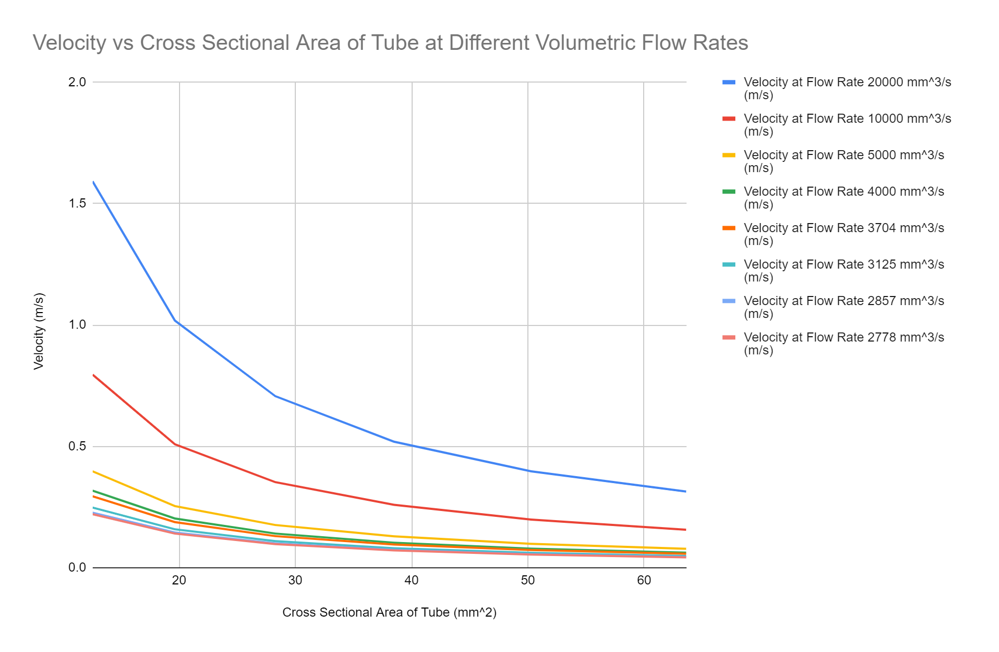 Velocity vs Cross Sectional Area of Tube at Different Volumetric Flow Rates
2.0
1.5
1.0
0.5
0.0
Velocity (m/s)
20
30
40
50
60
Cross Sectional Area of Tube (mm^2)
Velocity at Flow Rate 20000 mm^3/s
(m/s)
Velocity at Flow Rate 10000 mm^3/s
(m/s)
Velocity at Flow Rate 5000 mm^3/s
(m/s)
Velocity at Flow Rate 4000 mm^3/s
(m/s)
Velocity at Flow Rate 3704 mm^3/s
(m/s)
Velocity at Flow Rate 3125 mm^3/s
(m/s)
Velocity at Flow Rate 2857 mm^3/s
(m/s)
Velocity at Flow Rate 2778 mm^3/s
(m/s)